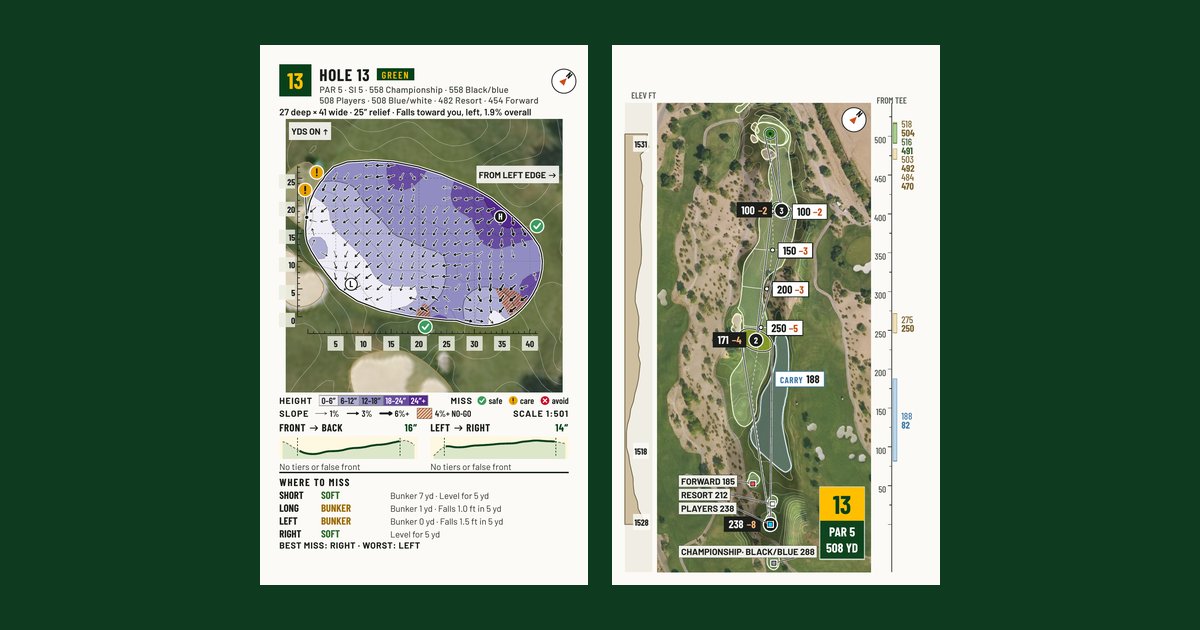 13
HOLE 13 GREEN
PAR 5 · SI 5 · 558 Championship · 558 Black/blue
508 Players · 508 Blue/white · 482 Resort · 454 Forward
27 deep × 41 wide · 25″ relief · Falls toward you, left, 1.9% overall
N
YDS ON ↑
FROM LEFT EDGE →
25
20
15
10
5
0
!
!
H
L
5
10
15
20
25
30
35
40
HEIGHT 0-6″ 6-12″ 12-18″ 18-24″ 24″+ MISS safe ! care avoid
SLOPE 1% 3% 6%+ 4%+ NO-GO SCALE 1:501
FRONT → BACK 16″
LEFT → RIGHT 14″
No tiers or false front
No tiers or false front
WHERE TO MISS
SHORT SOFT Bunker 7 yd · Level for 5 yd
LONG BUNKER Bunker 1 yd · Falls 1.0 ft in 5 yd
LEFT BUNKER Bunker 0 yd · Falls 1.5 ft in 5 yd
RIGHT SOFT Level for 5 yd
BEST MISS: RIGHT · WORST: LEFT
ELEV FT
FROM TEE
N
1531
1518
1528
100 −2
3
100 −2
150 −3
200 −3
250 −5
171 −4
2
CARRY 188
FORWARD 185
RESORT 212
PLAYERS 238
238 −8
CHAMPIONSHIP· BLACK/BLUE 288
13
PAR 5
508 YD
500
450
400
350
300
250
200
150
100
50
518
504
516
491
503
492
484
470
275
250
188
82